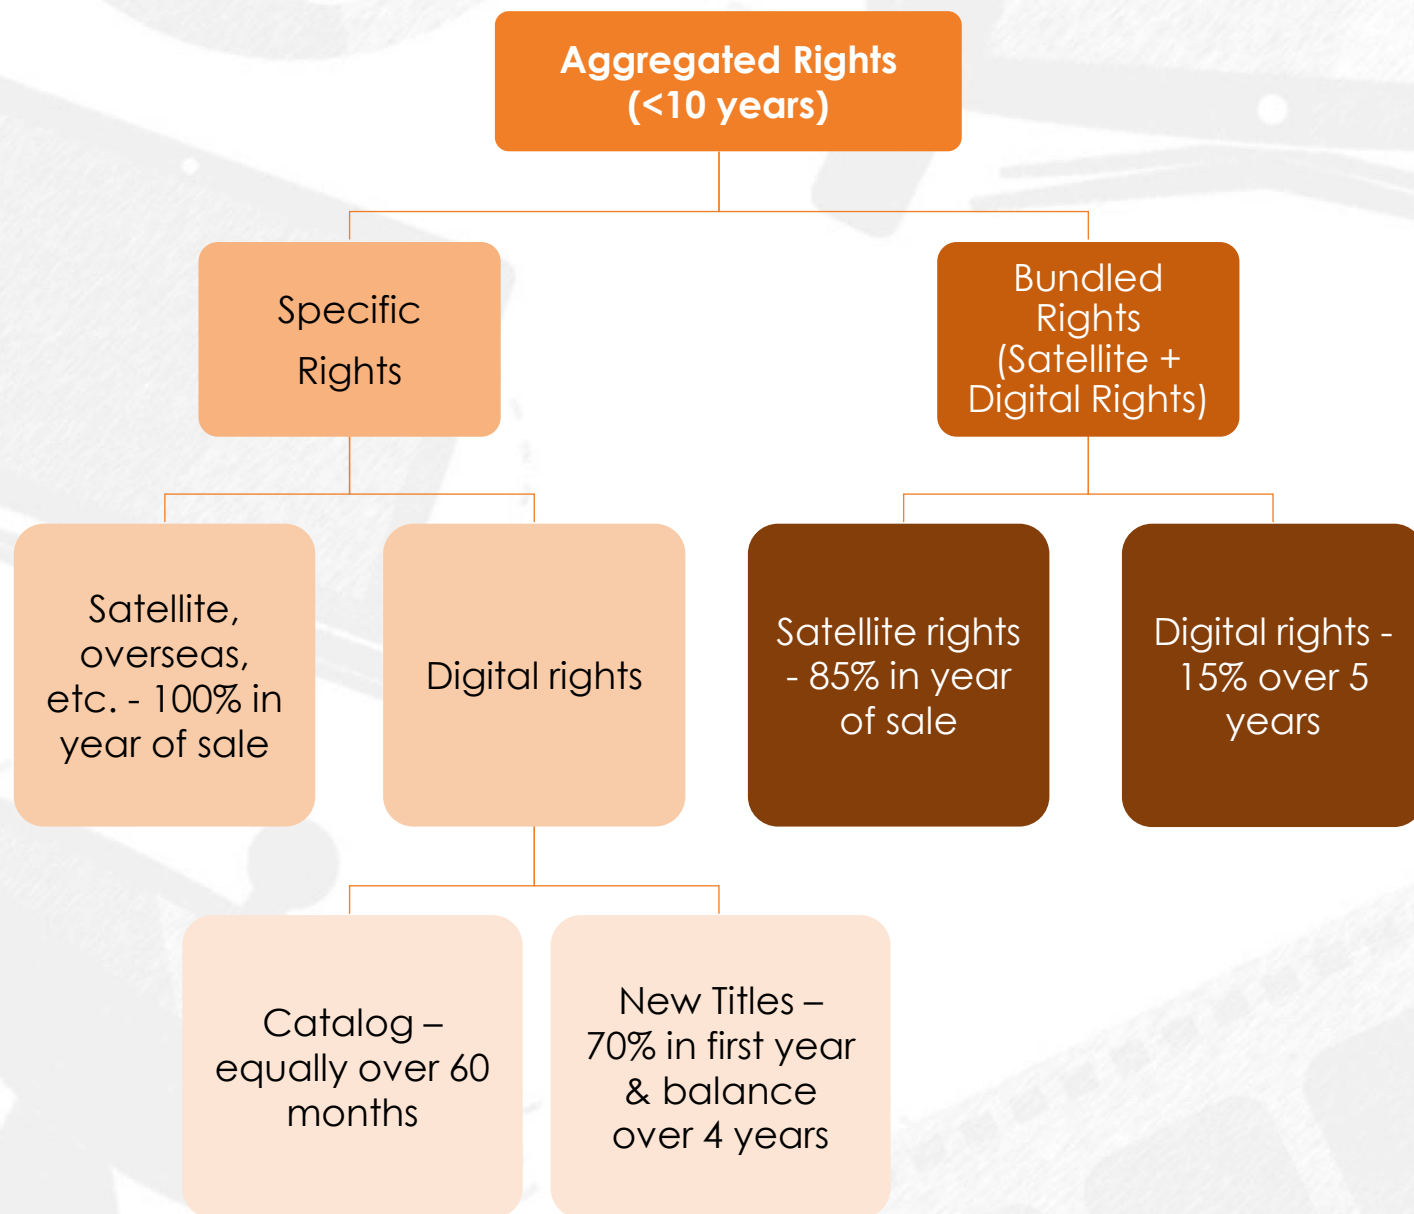 Aggregated Rights
(<10 years)
Specific
Rights
Bundled
Rights
(Satellite +
Digital Rights)
Satellite,
overseas,
etc. - 100% in
year of sale
Digital rights
Satellite rights
- 85% in year
of sale
Digital rights -
15% over 5
years
Catalog –
equally over 60
months
New Titles –
70% in first year
& balance
over 4 years